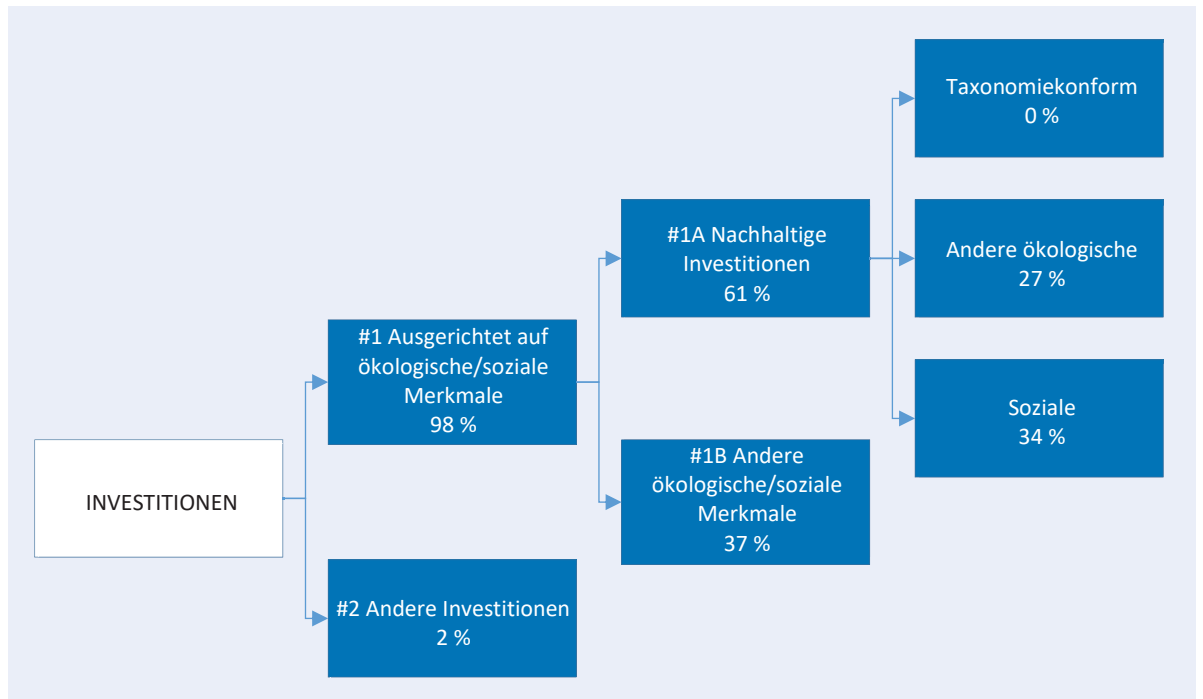 INVESTITIONEN
#1 Ausgerichtet auf
ökologische/soziale
Merkmale
98 %
#2 Andere Investitionen
2 %
#1A Nachhaltige
Investitionen
61 %
#1B Andere
ökologische/soziale
Merkmale
37 %
Taxonomiekonform
0 %
Andere ökologische
27 %
Soziale
34 %